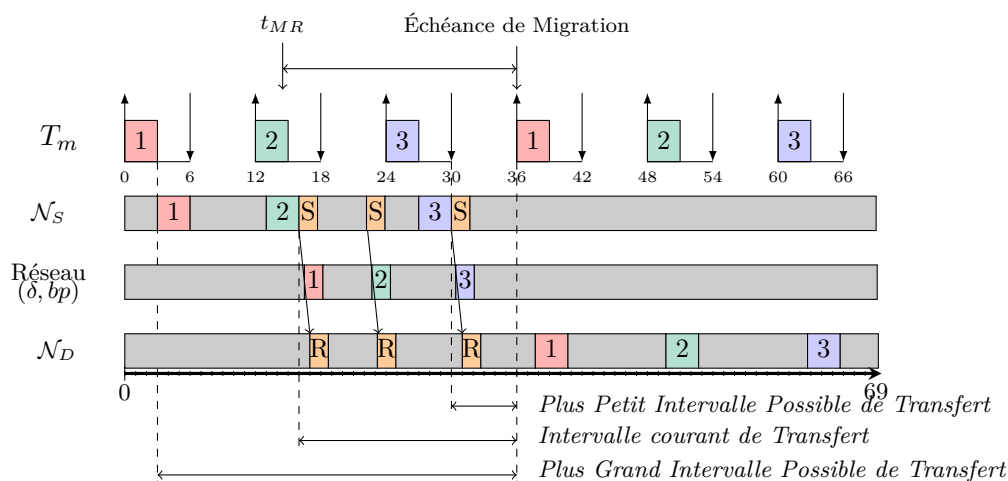 t_{MR} Échéance de Migration
T_m 1 2 3 1 2 3
0 6 12 18 24 30 36 42 48 54 60 66
𝒩_S 1 2 S S 3 S
Réseau
(δ, bp) 1 2 3
𝒩_D R R R 1 2 3
0 69
Plus Petit Intervalle Possible de Transfert
Intervalle courant de Transfert
Plus Grand Intervalle Possible de Transfert